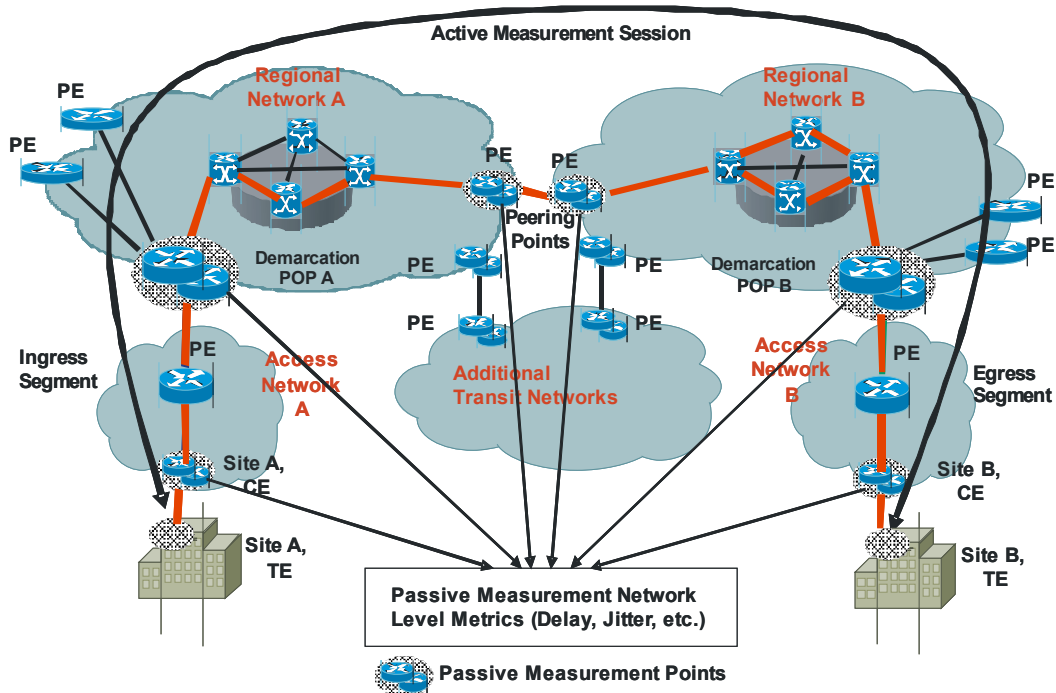 Active Measurement Session
Regional
Network A
Regional
Network B
PE
PE
PE
PE
PE
PE
Peering
Points
Demarcation
POP A
Demarcation
POP B
PE
PE
PE
PE
Ingress
Segment
PE
Access
Network
A
Additional
Transit Networks
Access
Network
B
PE
Egress
Segment
Site A,
CE
Site B,
CE
Site A,
TE
Site B,
TE
Passive Measurement Network
Level Metrics (Delay, Jitter, etc.)
Passive Measurement Points